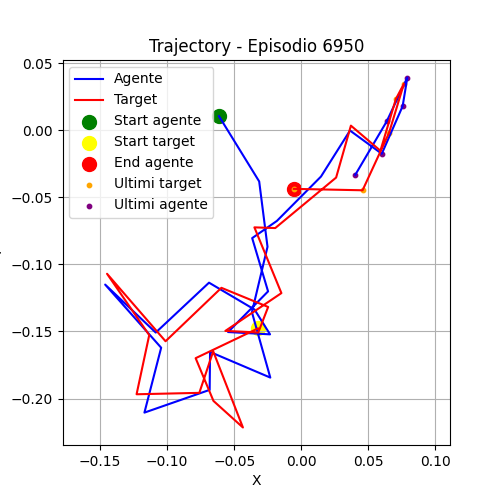 Trajectory - Episodio 6950
Agente
Target
Start agente
Start target
End agente
Ultimi target
Ultimi agente
0.05
0.00
−0.05
−0.10
−0.15
−0.20
−0.15
−0.10
−0.05
0.00
0.05
0.10
X